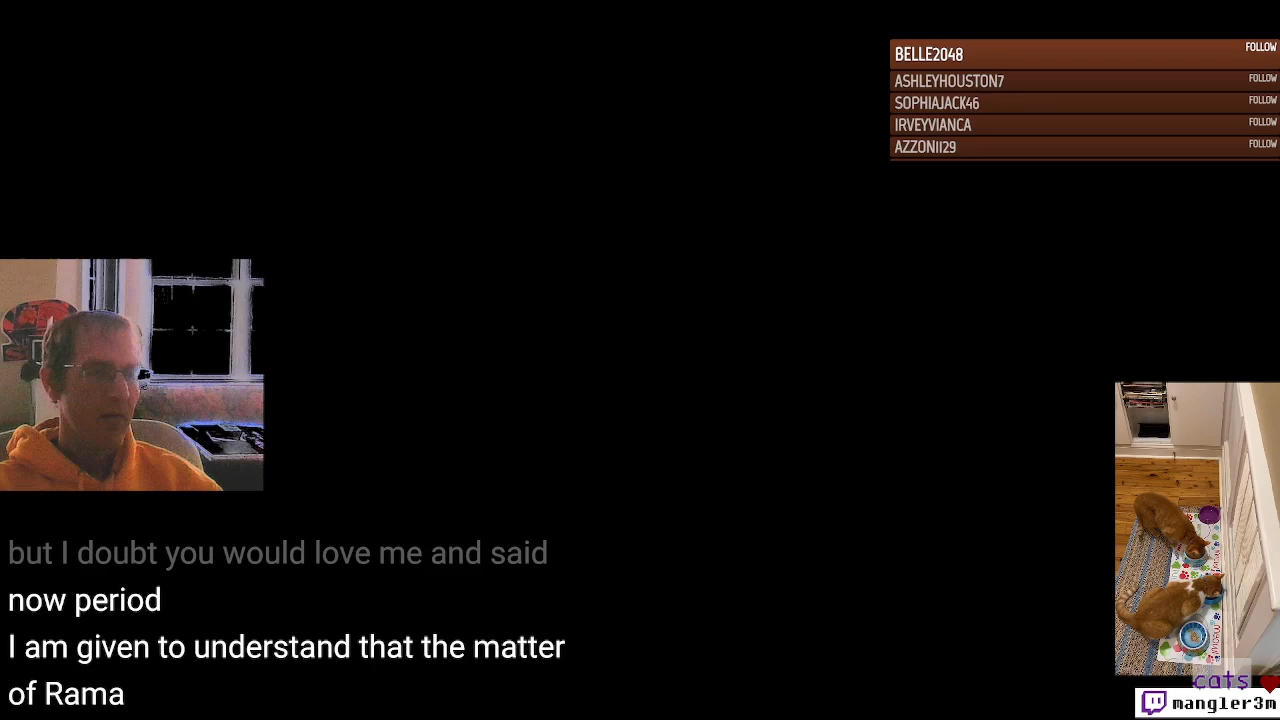 BELLE2048 FOLLOW
ASHLEYHOUSTON7 FOLLOW
SOPHIAJACK46 FOLLOW
IRVEYVIANCA FOLLOW
AZZONII29 FOLLOW
but I doubt you would love me and said
now period
I am given to understand that the matter
of Rama
cats
mangler3m